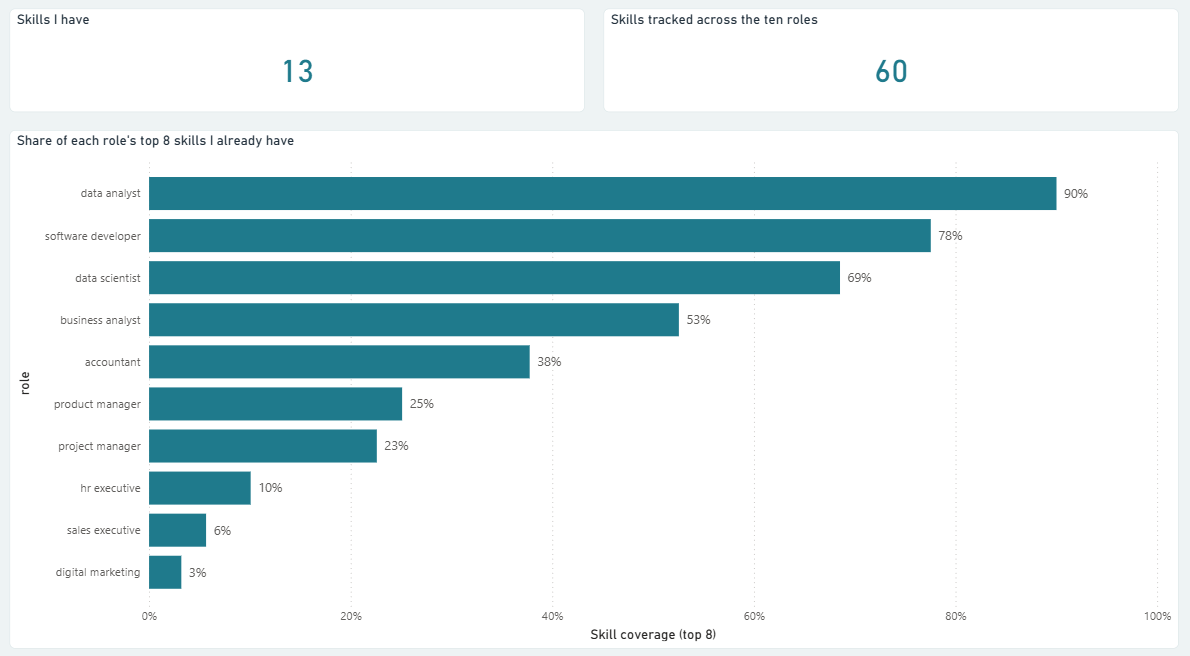 Skills I have
13
Skills tracked across the ten roles
60
Share of each role's top 8 skills I already have
role
data analyst 90%
software developer 78%
data scientist 69%
business analyst 53%
accountant 38%
product manager 25%
project manager 23%
hr executive 10%
sales executive 6%
digital marketing 3%
0% 20% 40% 60% 80% 100%
Skill coverage (top 8)